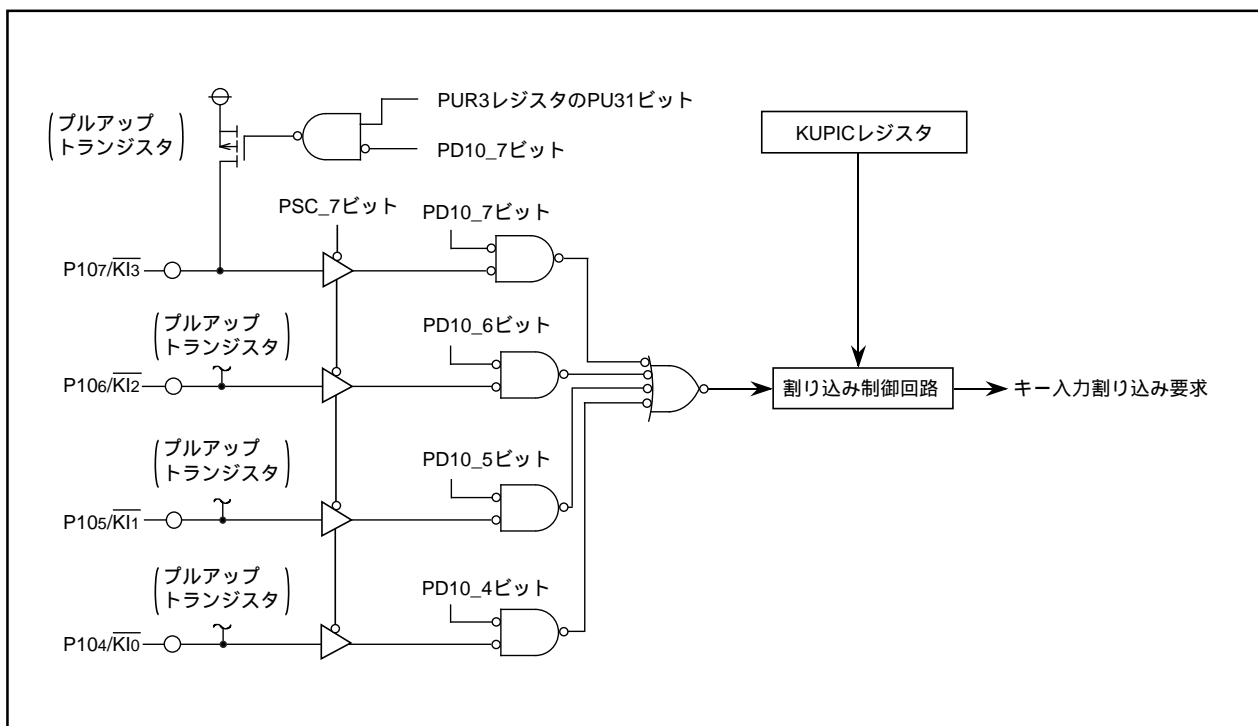 PUR3レジスタのPU31ビット
(プルアップ
トランジスタ)
PD10_7ビット
KUPICレジスタ
PSC_7ビット
PD10_7ビット
P107/KI3
(プルアップ
トランジスタ)
PD10_6ビット
P106/KI2
割り込み制御回路
キー入力割り込み要求
(プルアップ
トランジスタ)
PD10_5ビット
P105/KI1
(プルアップ
トランジスタ)
PD10_4ビット
P104/KI0